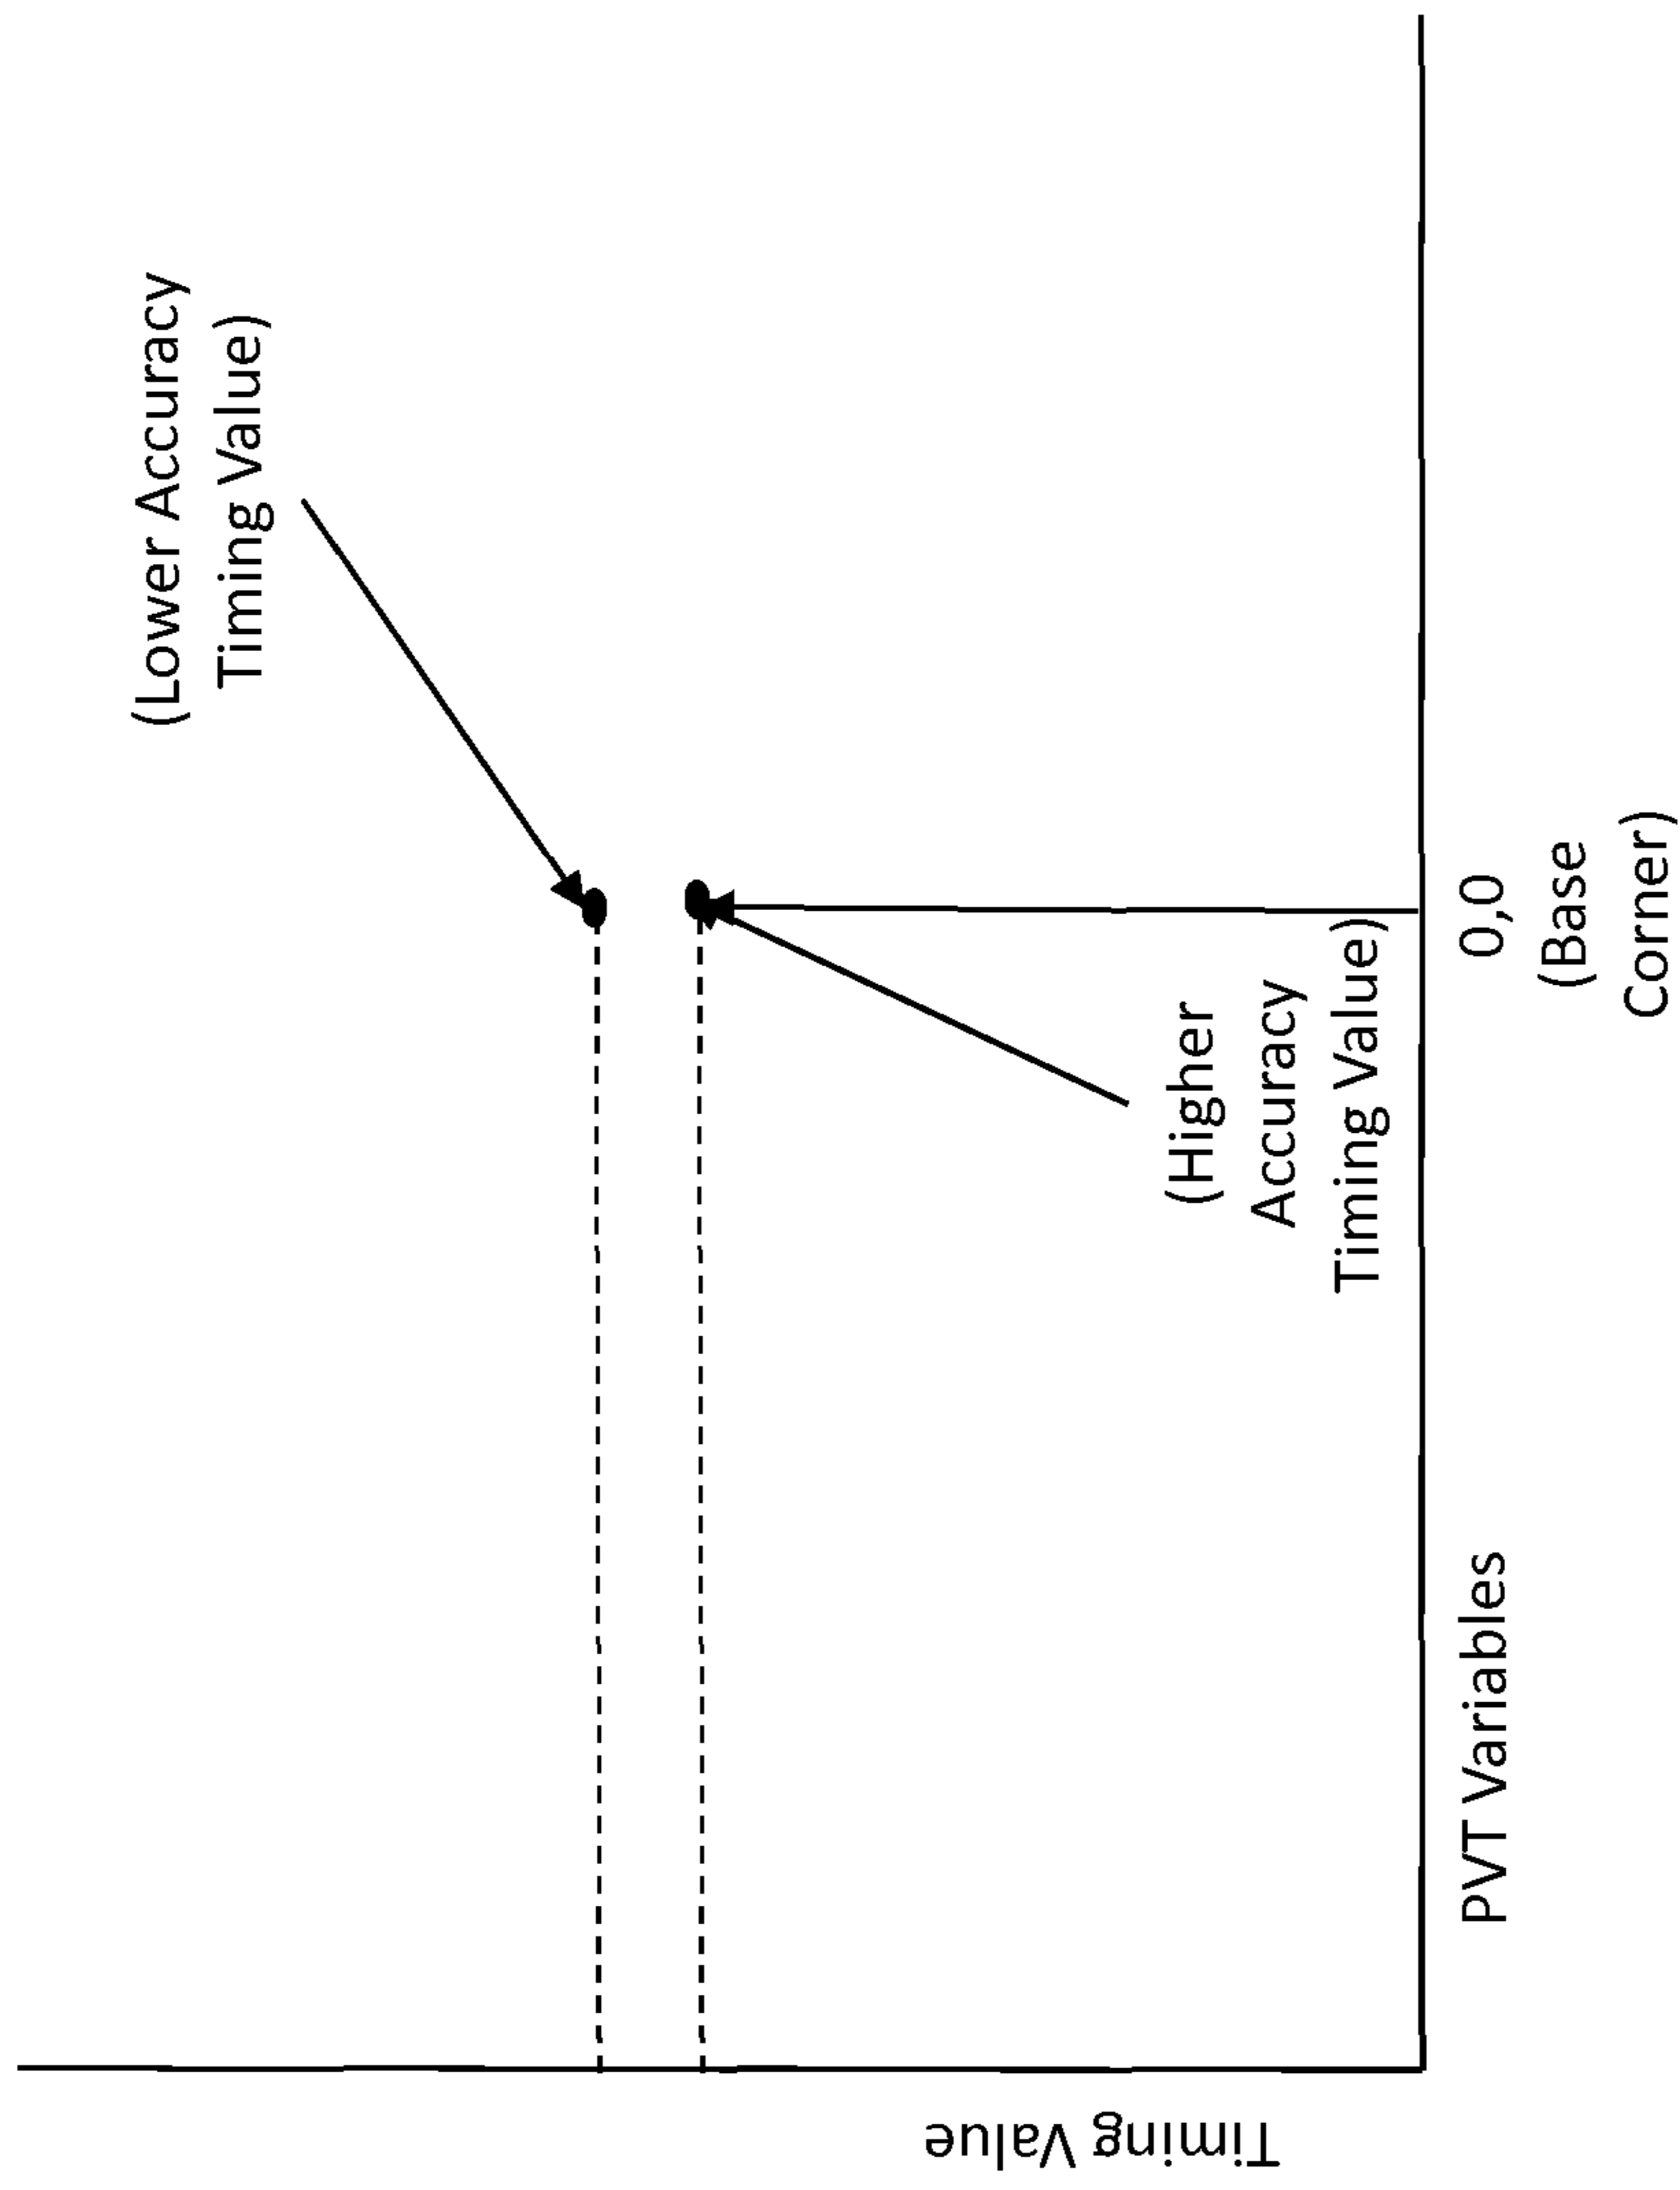 (Lower Accuracy
Timing Value)
(Higher
Accuracy
Timing Value)
0,0
(Base
Corner)
PVT Variables
Timing Value